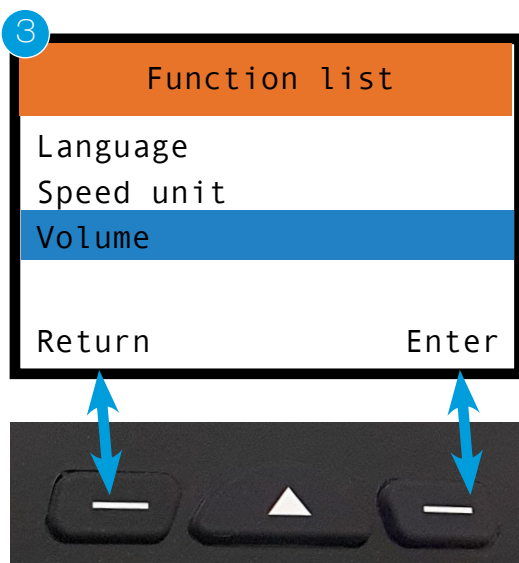 3
Function list
Language
Speed unit
Volume
Return Enter